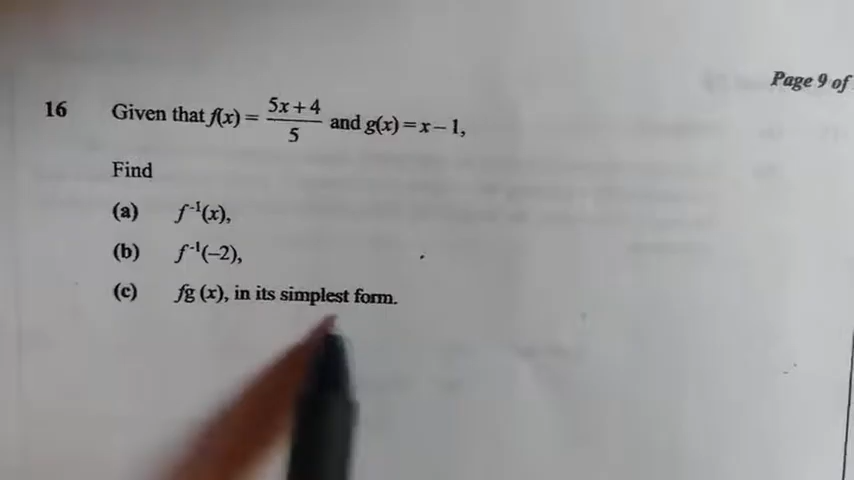 Page 9 of
16 Given that f(x) = \frac{5x+4}{5} and g(x) = x – 1,
Find
(a) f⁻¹(x),
(b) f⁻¹(–2),
(c) fg (x), in its simplest form.